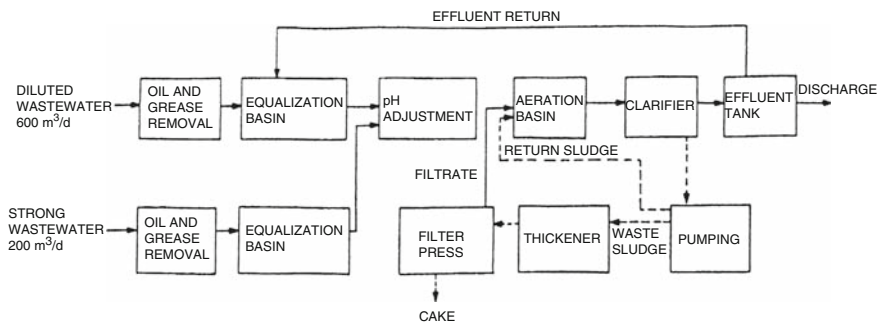 EFFLUENT RETURN
DILUTED
WASTEWATER
600 m³/d
OIL AND
GREASE
REMOVAL
EQUALIZATION
BASIN
pH
ADJUSTMENT
AERATION
BASIN
CLARIFIER
EFFLUENT
TANK
DISCHARGE
RETURN SLUDGE
FILTRATE
STRONG
WASTEWATER
200 m³/d
OIL AND
GREASE
REMOVAL
EQUALIZATION
BASIN
FILTER
PRESS
THICKENER
WASTE
SLUDGE
PUMPING
CAKE